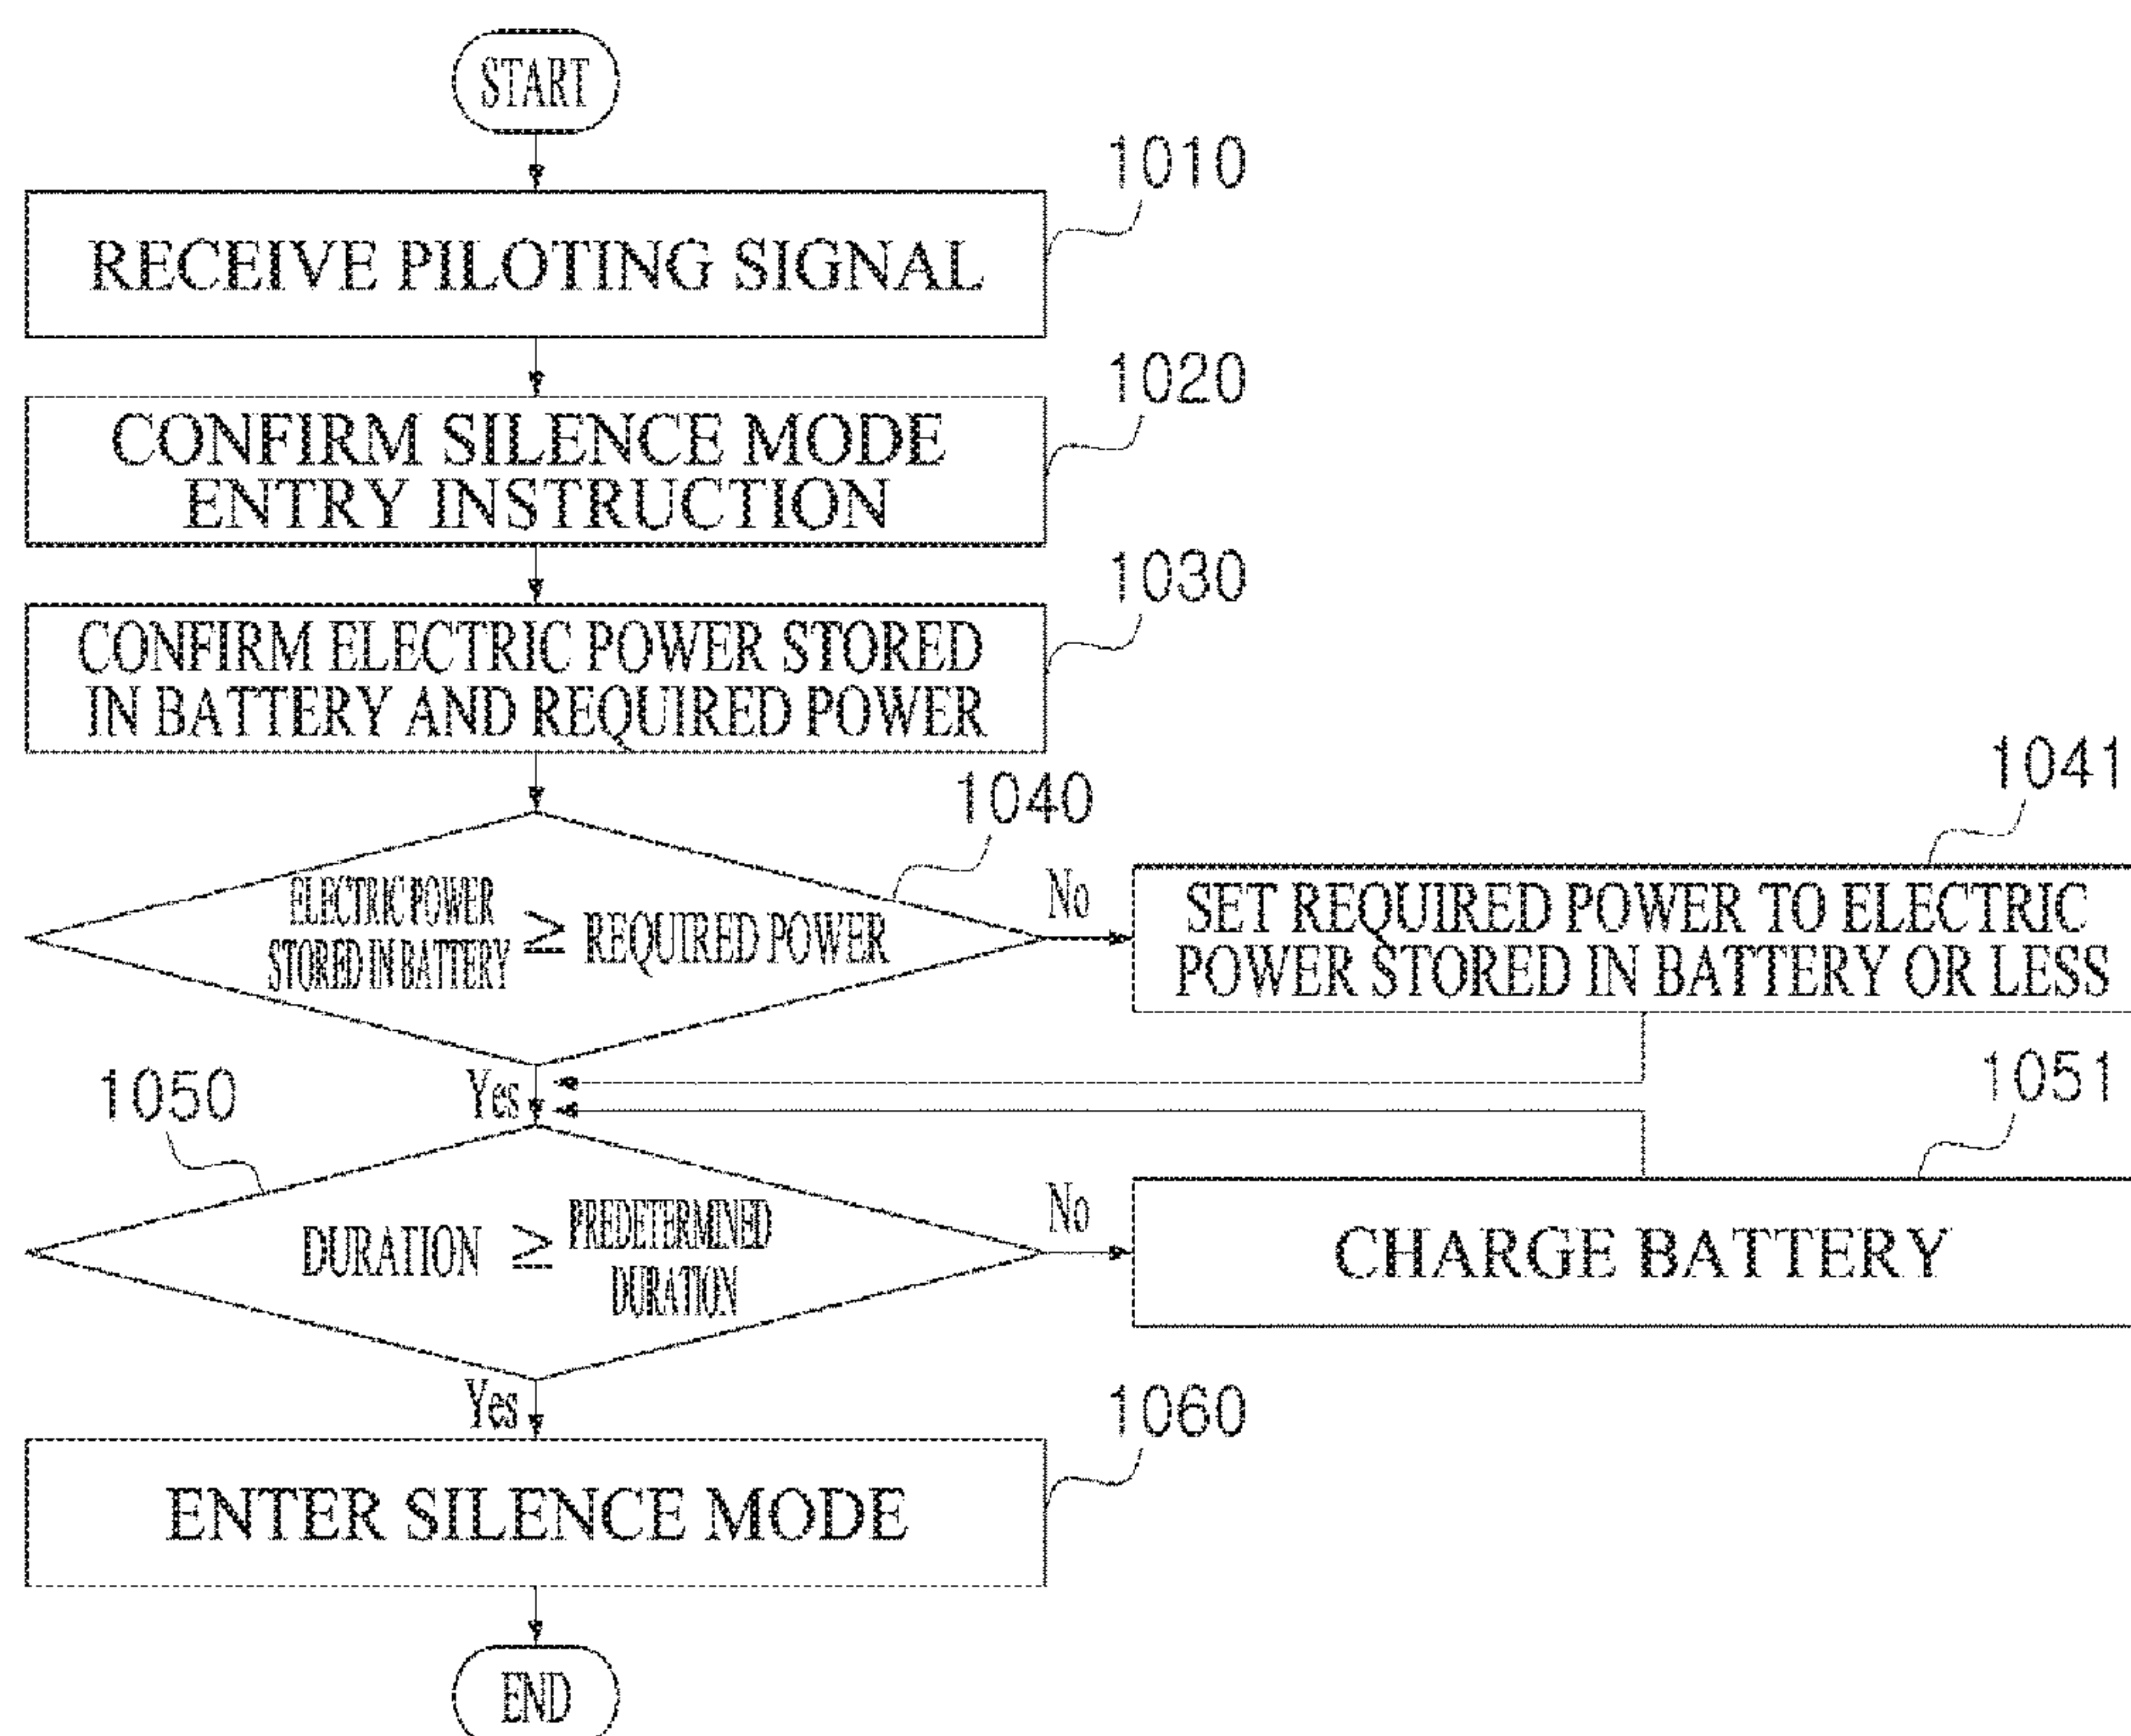 START
1010
RECEIVE PILOTING SIGNAL
1020
CONFIRM SILENCE MODE
ENTRY INSTRUCTION
1030
CONFIRM ELECTRIC POWER STORED
IN BATTERY AND REQUIRED POWER
1040
ELECTRIC POWER
STORED IN BATTERY
≥
REQUIRED POWER
No
1041
SET REQUIRED POWER TO ELECTRIC
POWER STORED IN BATTERY OR LESS
Yes
1050
DURATION
≥
PREDETERMINED
DURATION
No
1051
CHARGE BATTERY
Yes
1060
ENTER SILENCE MODE
END